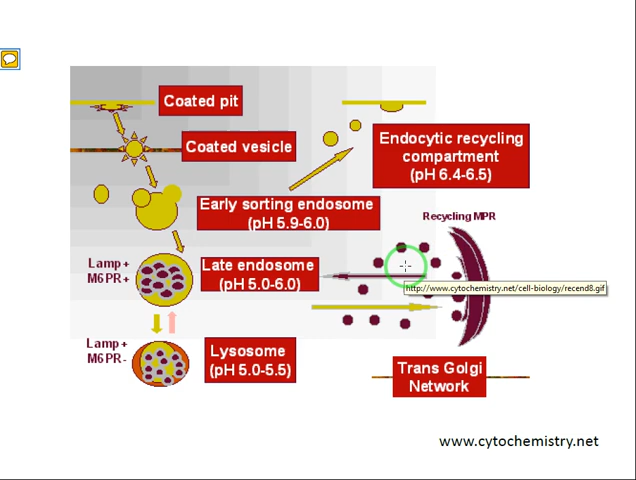 Coated pit
Coated vesicle
Endocytic recycling
compartment
(pH 6.4-6.5)
Early sorting endosome
(pH 5.9-6.0)
Recycling MPR
Lamp +
M6PR +
Late endosome
(pH 5.0-6.0)
http://www.cytochemistry.net/cell-biology/recend8.gif
Lamp +
M6PR -
Lysosome
(pH 5.0-5.5)
Trans Golgi
Network
www.cytochemistry.net